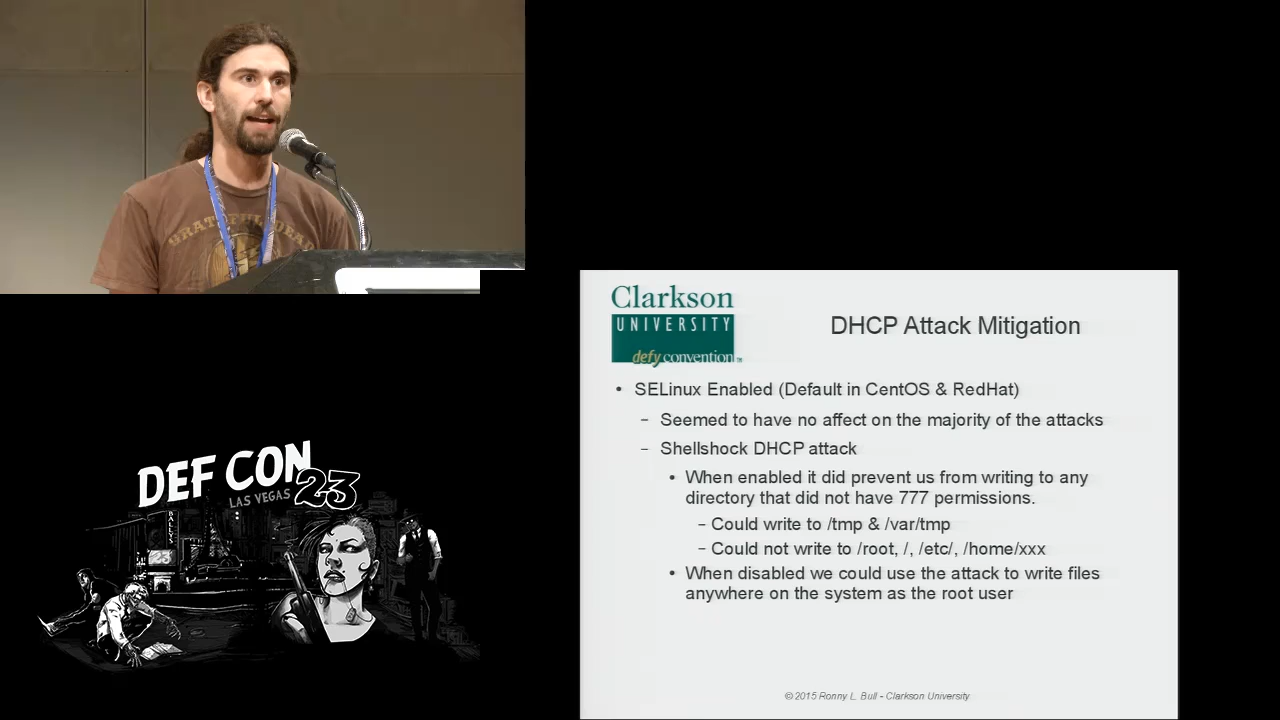 GRATEFUL DEAD
Clarkson
UNIVERSITY
defy convention™
DHCP Attack Mitigation
• SELinux Enabled (Default in CentOS & RedHat)
– Seemed to have no affect on the majority of the attacks
– Shellshock DHCP attack
• When enabled it did prevent us from writing to any
directory that did not have 777 permissions.
– Could write to /tmp & /var/tmp
– Could not write to /root, /, /etc/, /home/xxx
• When disabled we could use the attack to write files
anywhere on the system as the root user
© 2015 Ronny L. Bull - Clarkson University
DEF CON
LAS VEGAS 23
BALLYS